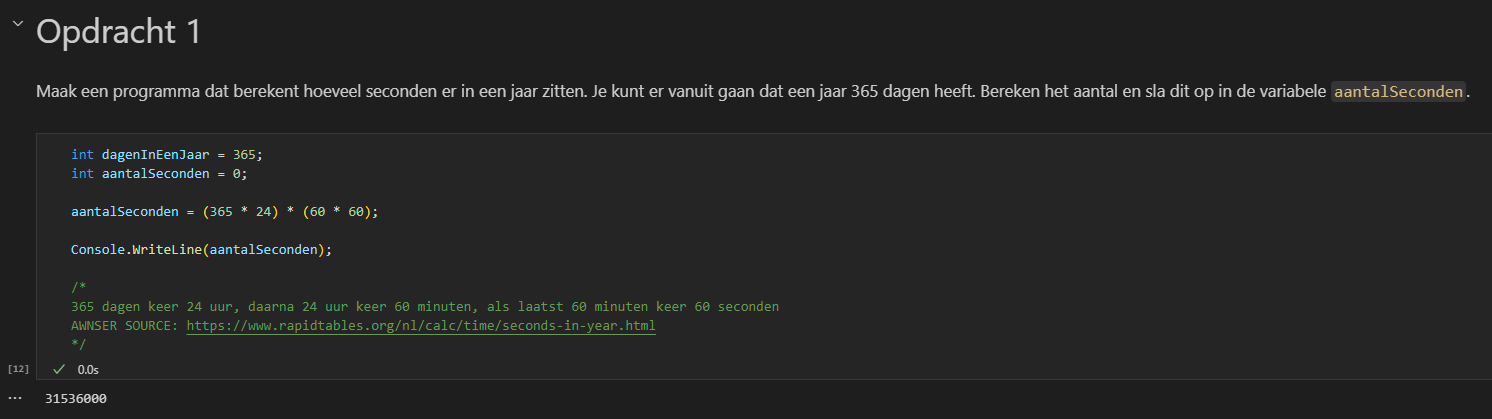 Opdracht 1
Maak een programma dat berekent hoeveel seconden er in een jaar zitten. Je kunt er vanuit gaan dat een jaar 365 dagen heeft. Bereken het aantal en sla dit op in de variabele aantalSeconden.
int dagenInEenJaar = 365;
int aantalSeconden = 0;
aantalSeconden = (365 * 24) * (60 * 60);
Console.WriteLine(aantalSeconden);
/*
365 dagen keer 24 uur, daarna 24 uur keer 60 minuten, als laatst 60 minuten keer 60 seconden
AWNSER SOURCE: https://www.rapidtables.org/nl/calc/time/seconds-in-year.html
*/
[12] ✓ 0.0s
... 31536000